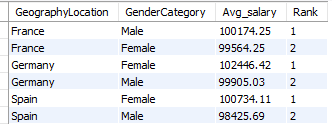 GeographyLocation GenderCategory Avg_salary Rank
France Male 100174.25 1
France Female 99564.25 2
Germany Female 102446.42 1
Germany Male 99905.03 2
Spain Female 100734.11 1
Spain Male 98425.69 2